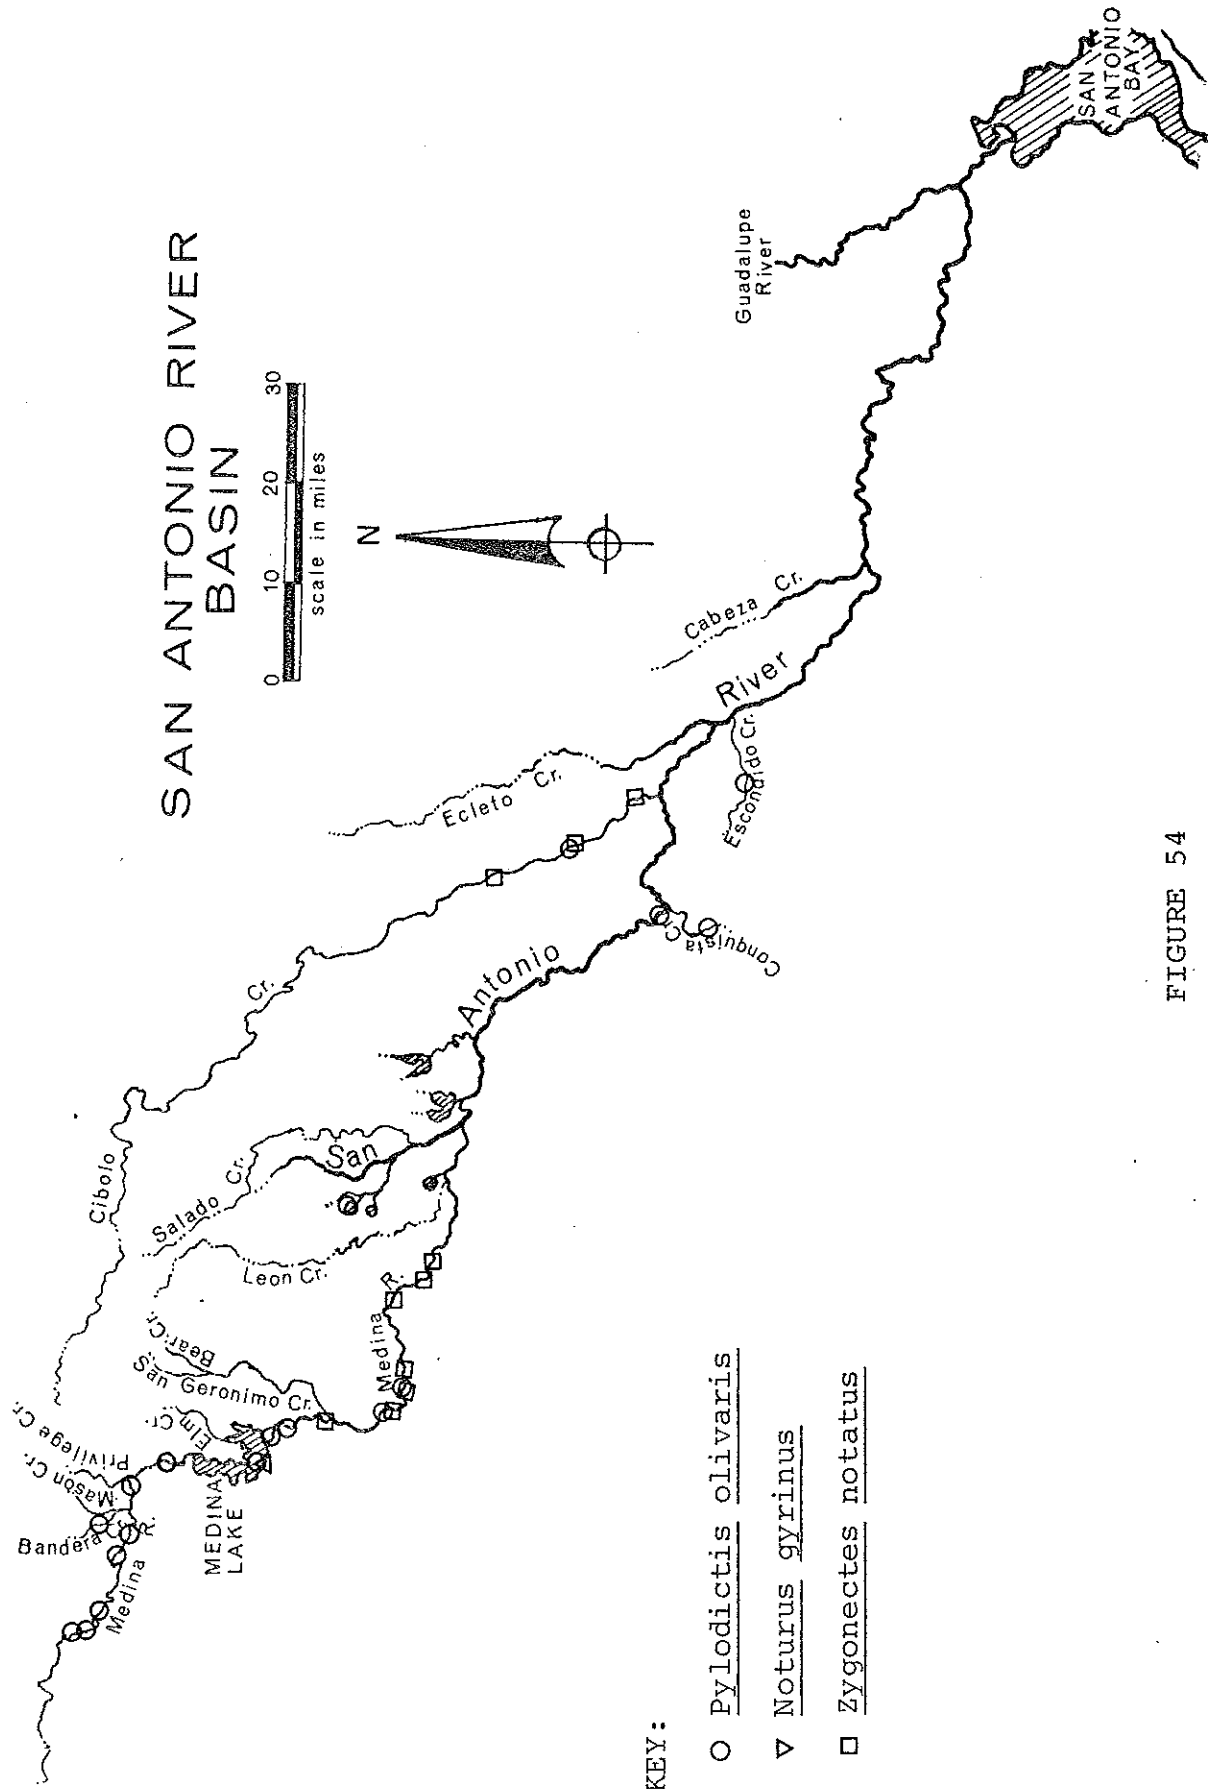 SAN ANTONIO RIVER
BASIN
0 10 20 30
scale in miles
N
Privilege Cr.
Mason Cr.
Bandera Cr.
Medina R.
MEDINA
LAKE
Elm Cr.
San Geronimo Cr.
Bear Cr.
Medina R.
Leon Cr.
Salado Cr.
Cibolo Cr.
San Antonio River
Ecleto Cr.
Conquista Cr.
Escondido Cr.
Cabeza Cr.
Guadalupe
River
SAN
ANTONIO
BAY
KEY:
○ Pylodictis olivaris
▽ Noturus gyrinus
□ Zygonectes notatus
FIGURE 54